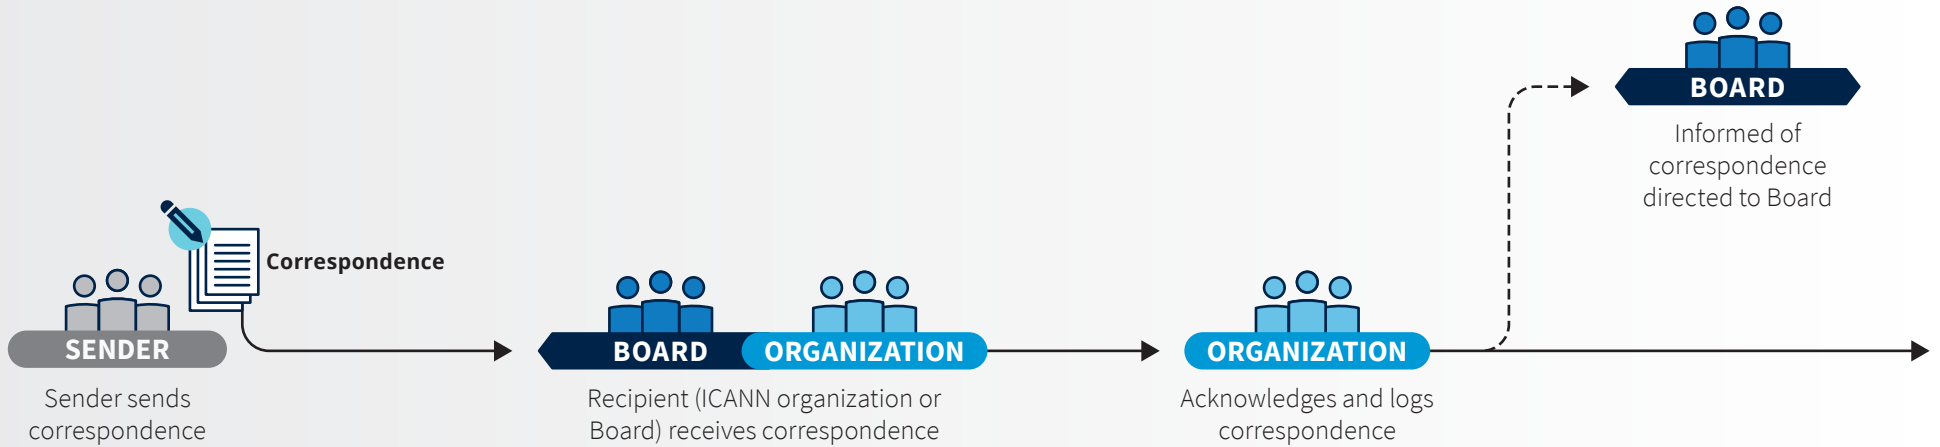 BOARD
Informed of
correspondence
directed to Board
Correspondence
SENDER
Sender sends
correspondence
BOARD
ORGANIZATION
Recipient (ICANN organization or
Board) receives correspondence
ORGANIZATION
Acknowledges and logs
correspondence